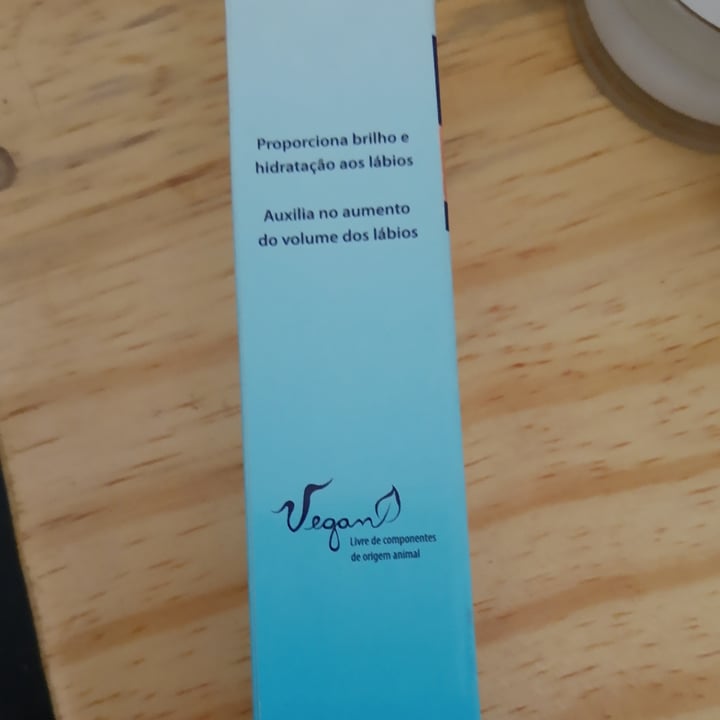 Proporciona brilho e
hidratação aos lábios
Auxilia no aumento
do volume dos lábios
Vegan
Livre de componentes
de origem animal